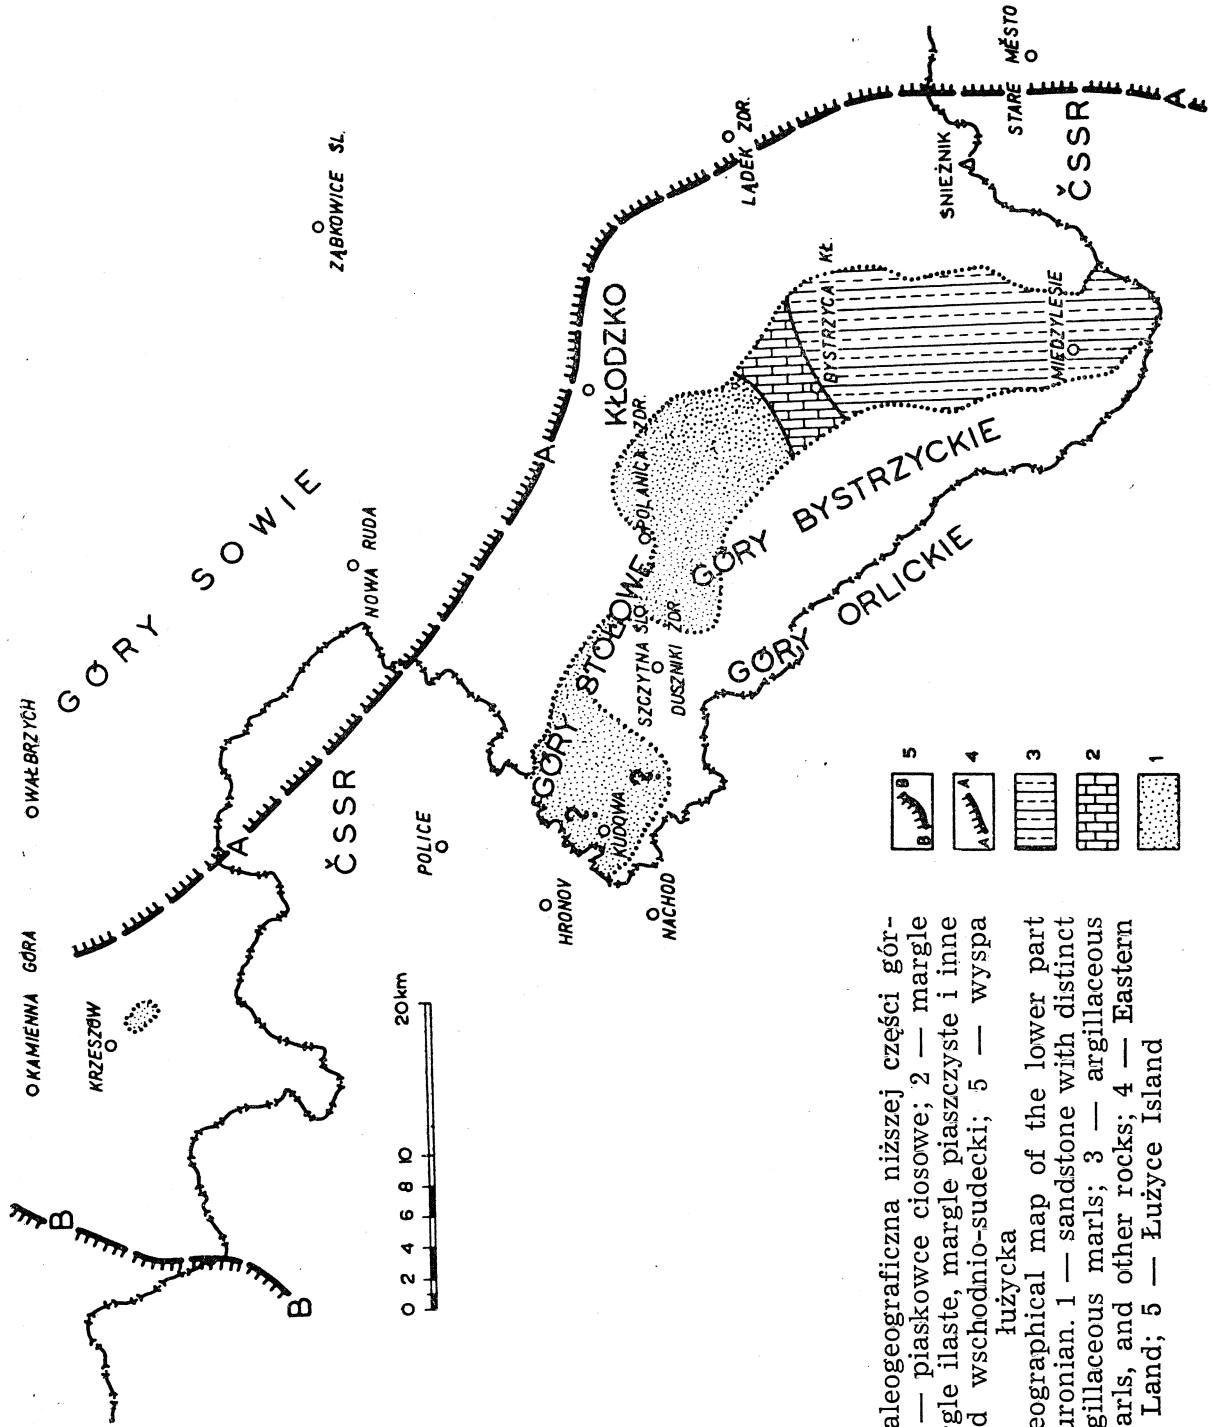 KAMIENNA GÓRA
WAŁBRZYCH
KRZESZÓW
GÓRY SOWIE
ZĄBKOWICE ŚL.
NOWA RUDA
B
B
A
ČSSR
POLICE
HRONOV
NACHOD
KUDOWA
?
?
GÓRY STOŁOWE
SZCZYTNA ŚL.
DUSZNIKI ZDR.
POLANICA ZDR.
KŁODZKO
A
LĄDEK ZDR.
BYSTRZYCA KŁ.
MIĘDZYLESIE
GÓRY BYSTRZYCKIE
GÓRY ORLICKIE
ŚNIEŻNIK
STARE MĚSTO
ČSSR
A
0 2 4 6 8 10 20km
B B 5
A A 4
3
2
1
aleogeograficzna niższej części gór-
— piaskowce ciosowe; 2 — margle
gle ilaste, margle piaszczyste i inne
d wschodnio-sudecki; 5 — wyspa
łużycka
eographical map of the lower part
uronian. 1 — sandstone with distinct
gillaceous marls; 3 — argillaceous
arls, and other rocks; 4 — Eastern
Land; 5 — Łużyce Island